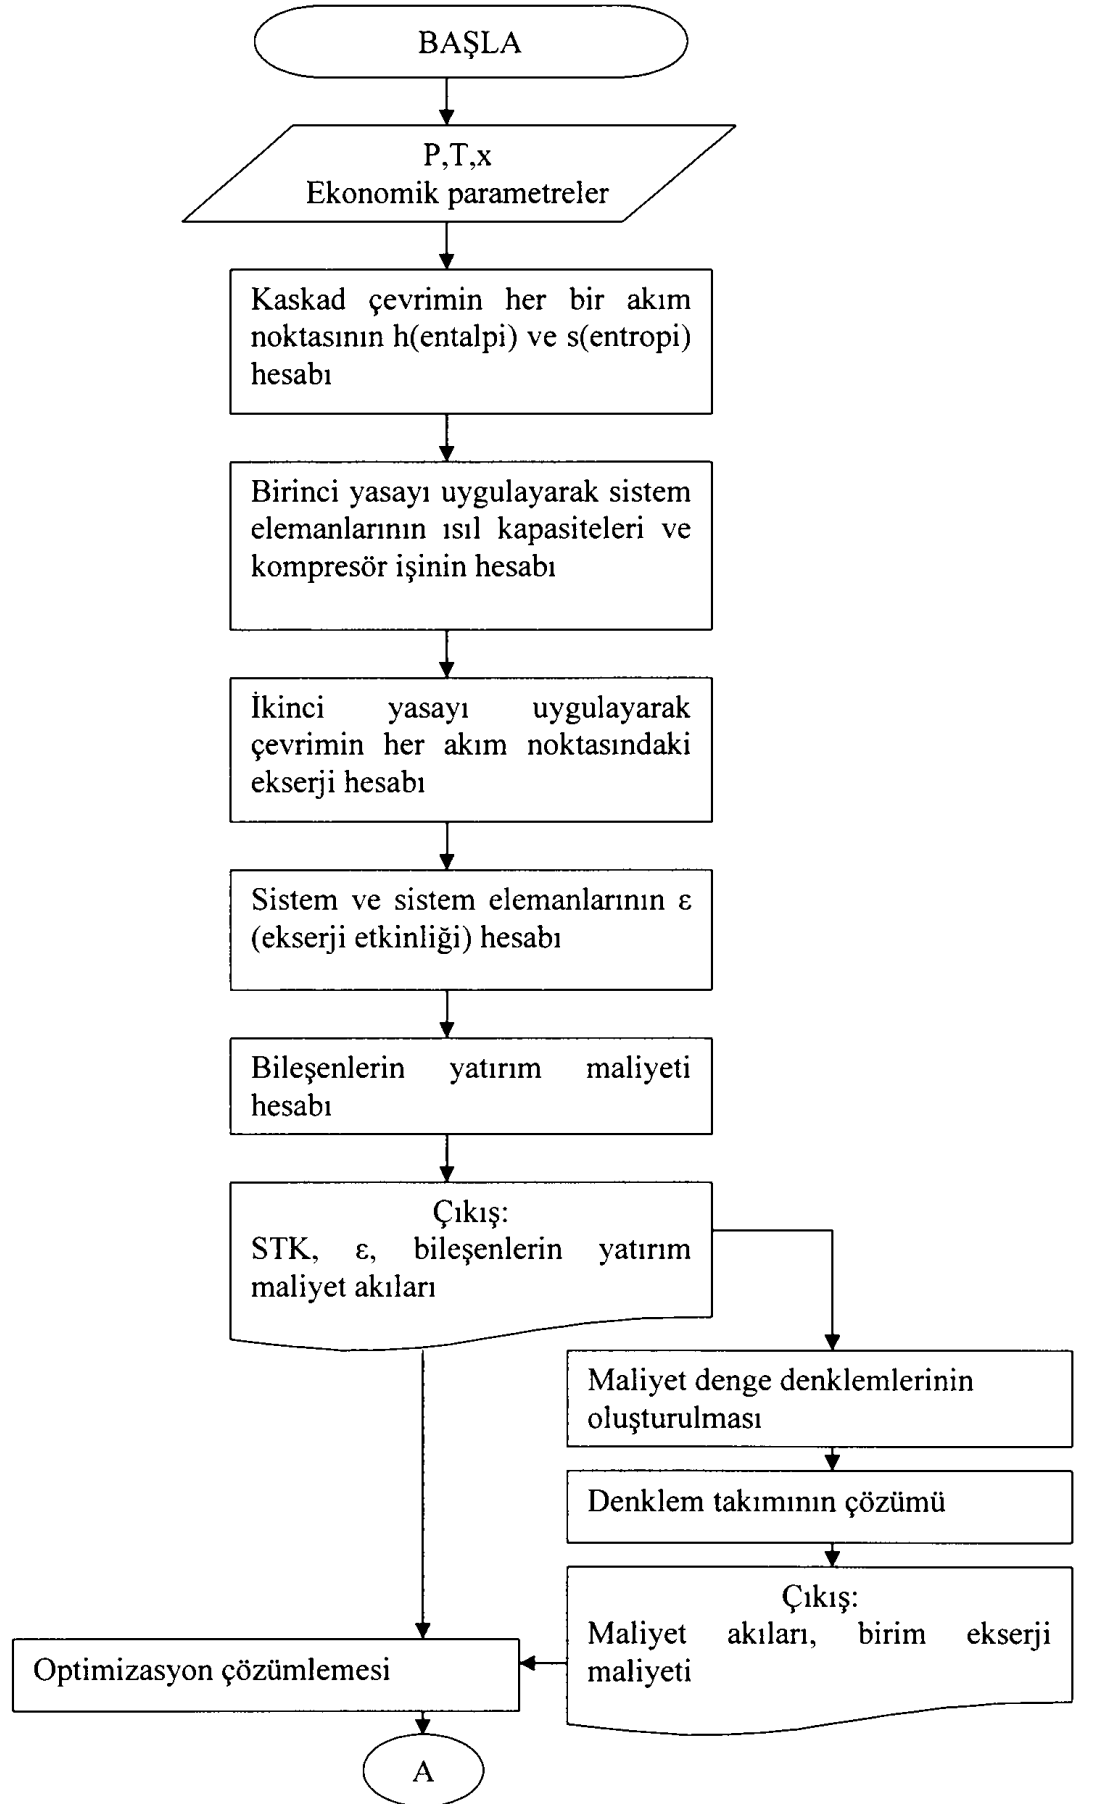 BAŞLA
P,T,x
Ekonomik parametreler
Kaskad çevrimin her bir akım
noktasının h(entalpi) ve s(entropi)
hesabı
Birinci yasayı uygulayarak sistem
elemanlarının ısıl kapasiteleri ve
kompresör işinin hesabı
İkinci yasayı uygulayarak
çevrimin her akım noktasındaki
ekserji hesabı
Sistem ve sistem elemanlarının ε
(ekserji etkinliği) hesabı
Bileşenlerin yatırım maliyeti
hesabı
Çıkış:
STK, ε, bileşenlerin yatırım
maliyet akıları
Maliyet denge denklemlerinin
oluşturulması
Denklem takımının çözümü
Çıkış:
Maliyet akıları, birim ekserji
maliyeti
Optimizasyon çözümlemesi
A